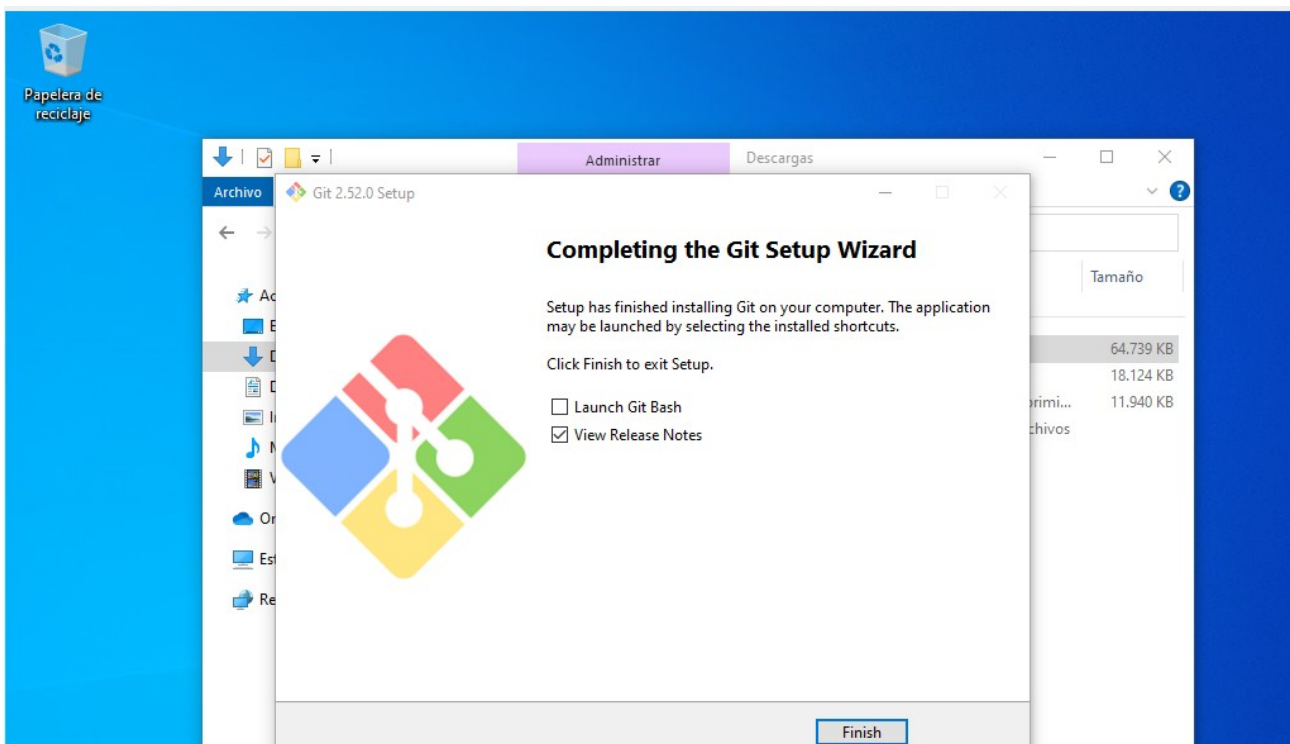 Papelera de
reciclaje
Administrar
Descargas
Archivo
Git 2.52.0 Setup
Completing the Git Setup Wizard
Tamaño
Setup has finished installing Git on your computer. The application
may be launched by selecting the installed shortcuts.
64.739 KB
Click Finish to exit Setup.
18.124 KB
Launch Git Bash
11.940 KB
View Release Notes
Finish